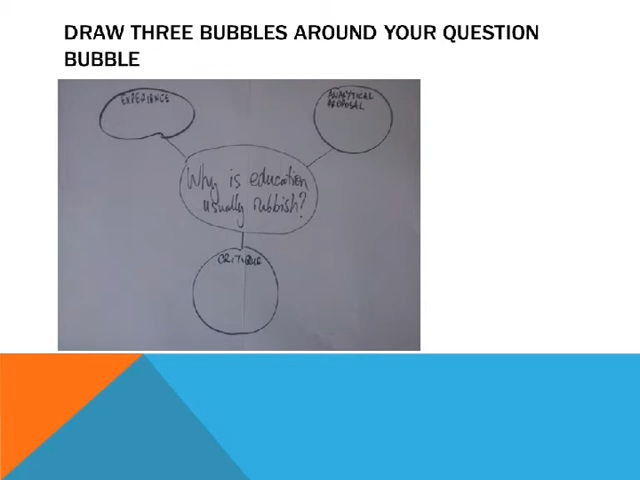 DRAW THREE BUBBLES AROUND YOUR QUESTION
BUBBLE
EXPERIENCE
ANALYTICAL
PROPOSAL
Why is education
usually rubbish?
CRITIQUE